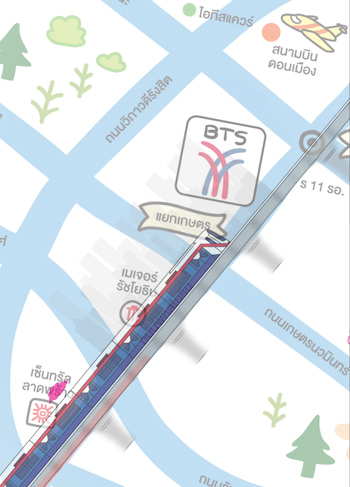 ไอทีสแควร์
สนามบิน
ดอนเมือง
ถนนวิภาวดีรังสิต
BTS
ร 11 รอ.
แยกเกษตร
เมเจอร์
รัชโยธิน
ถนนเกษตรนวมินทร์
เซ็นทรัล
ลาดพร้าว